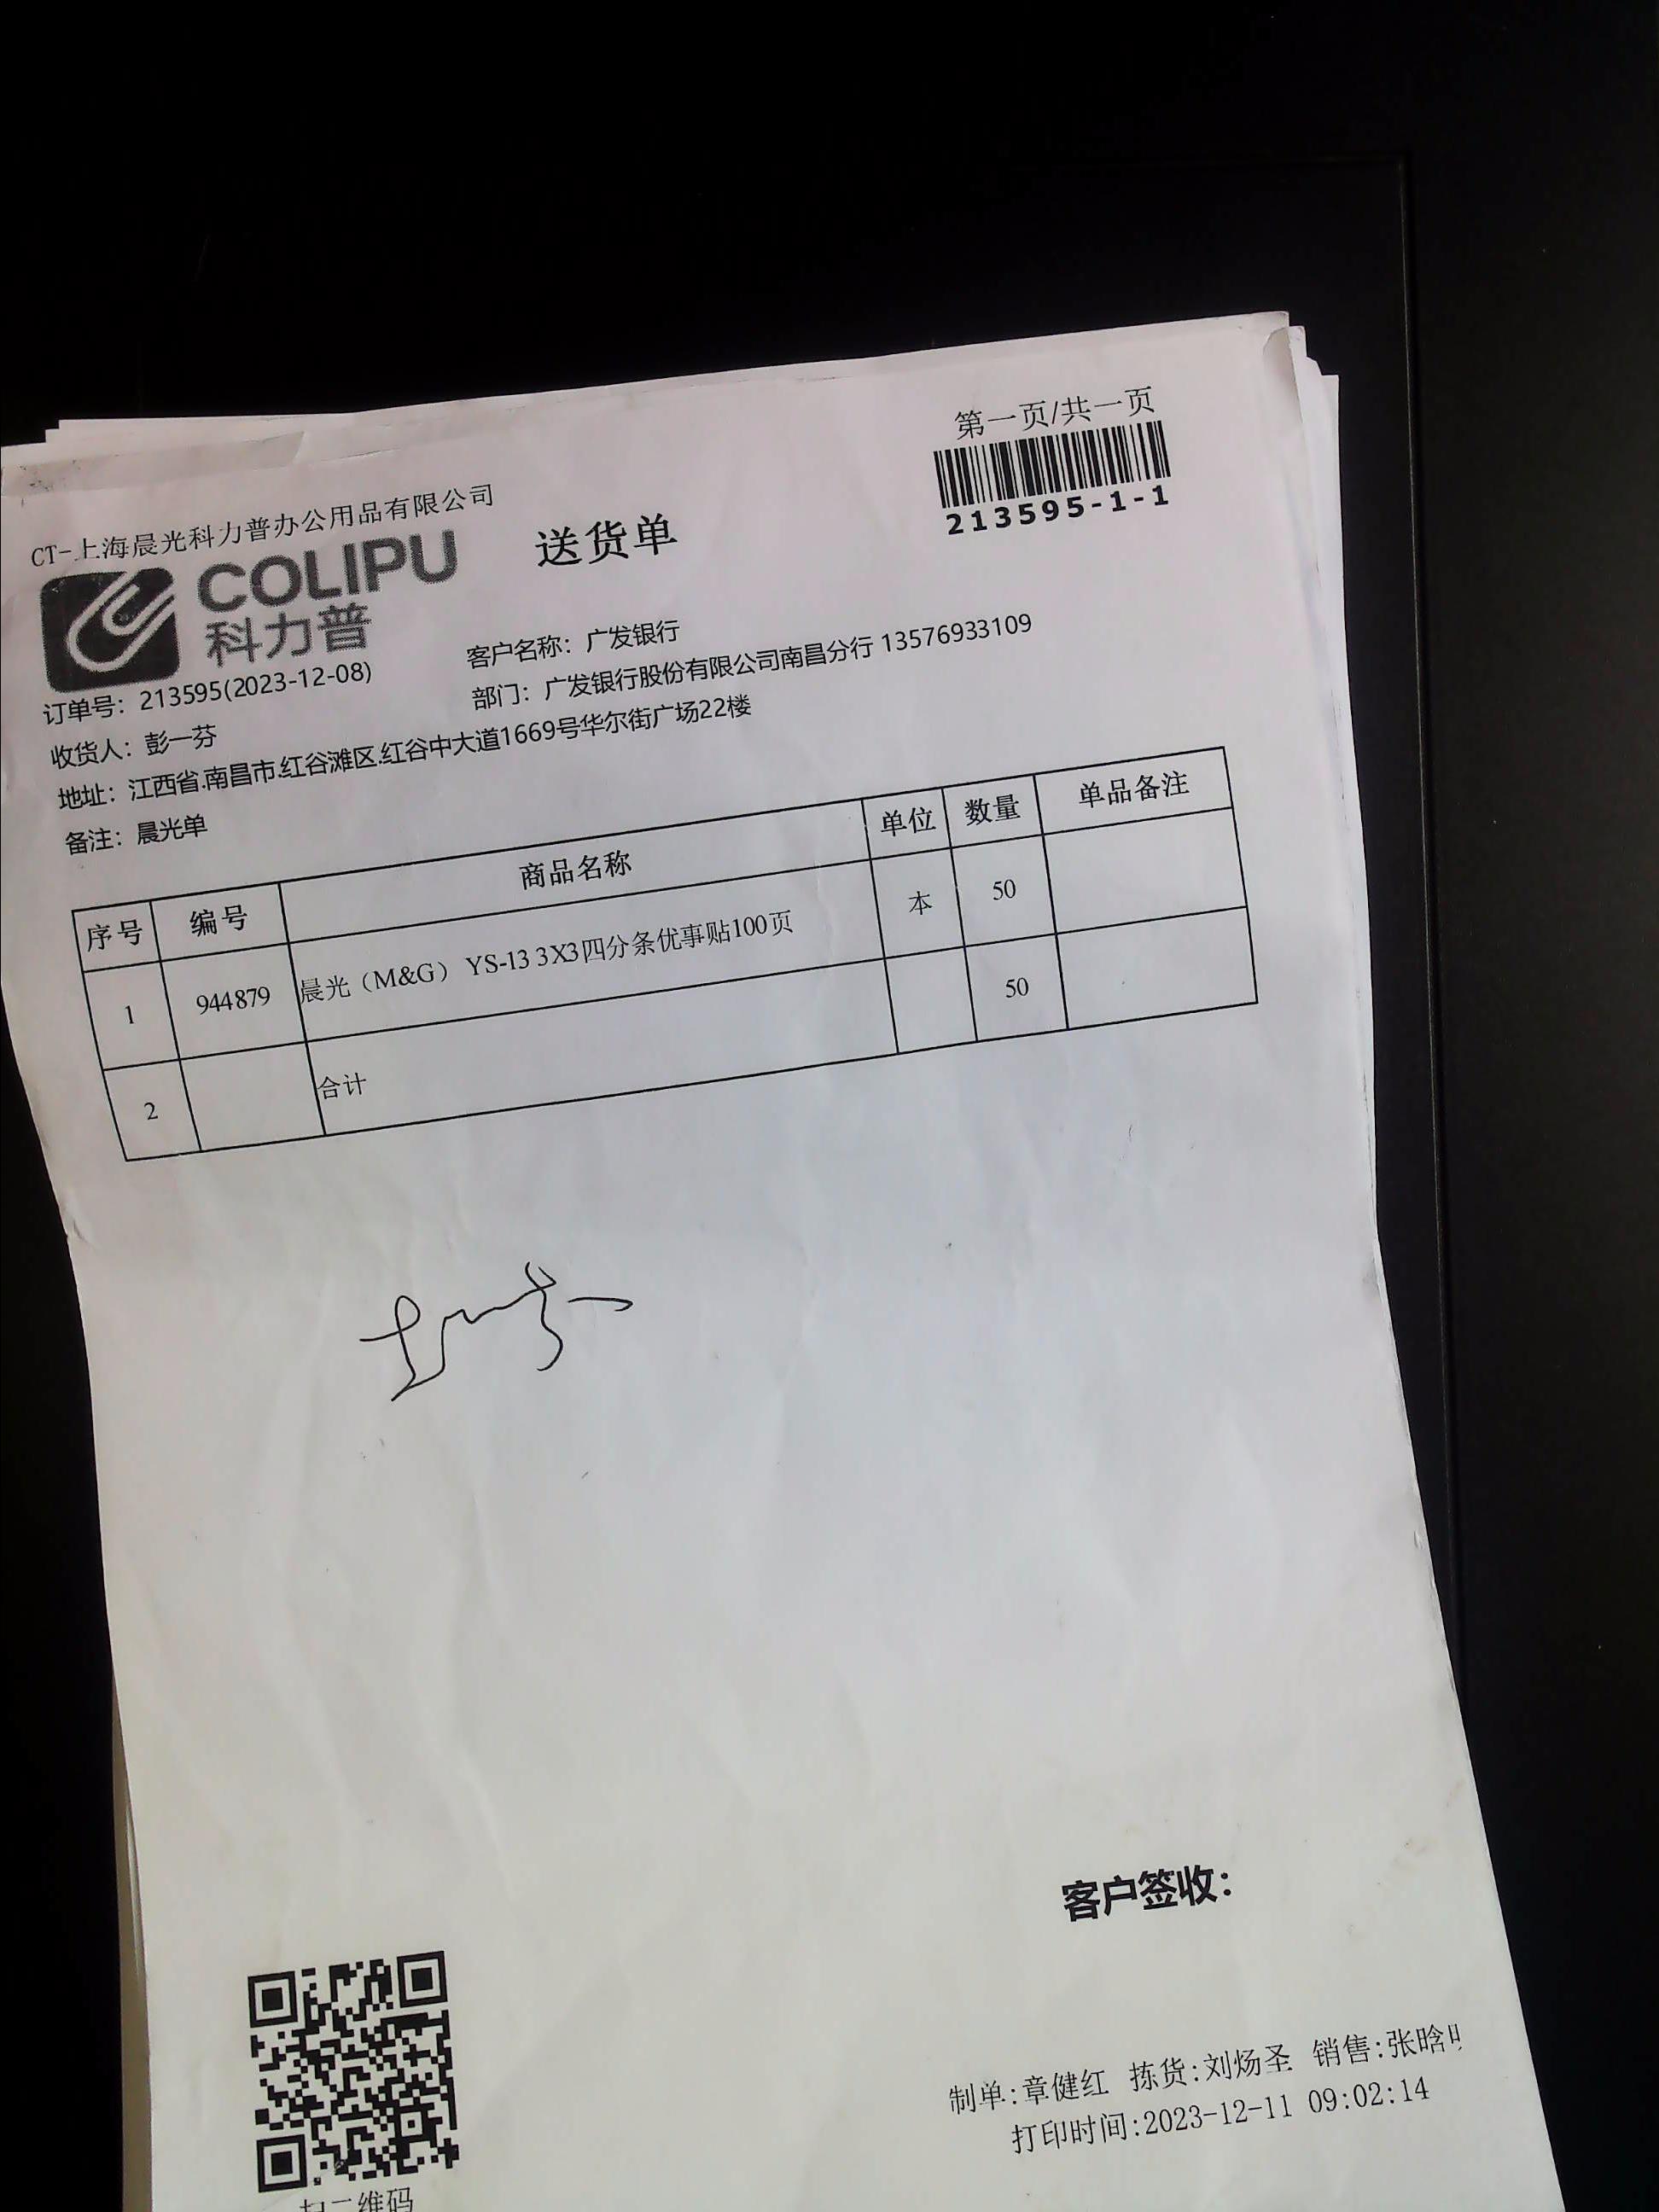 第一页/共一页
213595-1-1
CT-上海晨光科力普办公用品有限公司
COLIPU
科力普
送货单
订单号：213595(2023-12-08)
客户名称：广发银行
收货人：彭一芬
部门：广发银行股份有限公司南昌分行 13576933109
地址：江西省.南昌市.红谷滩区.红谷中大道1669号华尔街广场22楼
备注：晨光单
序号 编号 商品名称 单位 数量 单品备注
1 944879 晨光（M&G） YS-13 3X3四分条优事贴100页 本 50
2 合计 50
客户签收：
制单:章健红 拣货:刘炀圣 销售:张晗
打印时间:2023-12-11 09:02:14
扫二维码